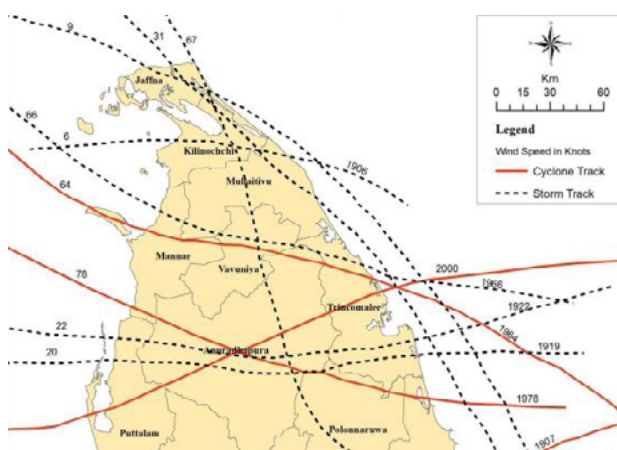 9
31
67
Km
0 15 30 60
Legend
Wind Speed in Knots
Cyclone Track
Storm Track
Jaffna
66
6
Kilinochchi
1906
Mullaitivu
64
Mannar
Vavuniya
2000
1966
78
Trincomalee
1922
22
1964
Anuradhapura
20
1919
1978
Puttalam
Polonnaruwa
1907